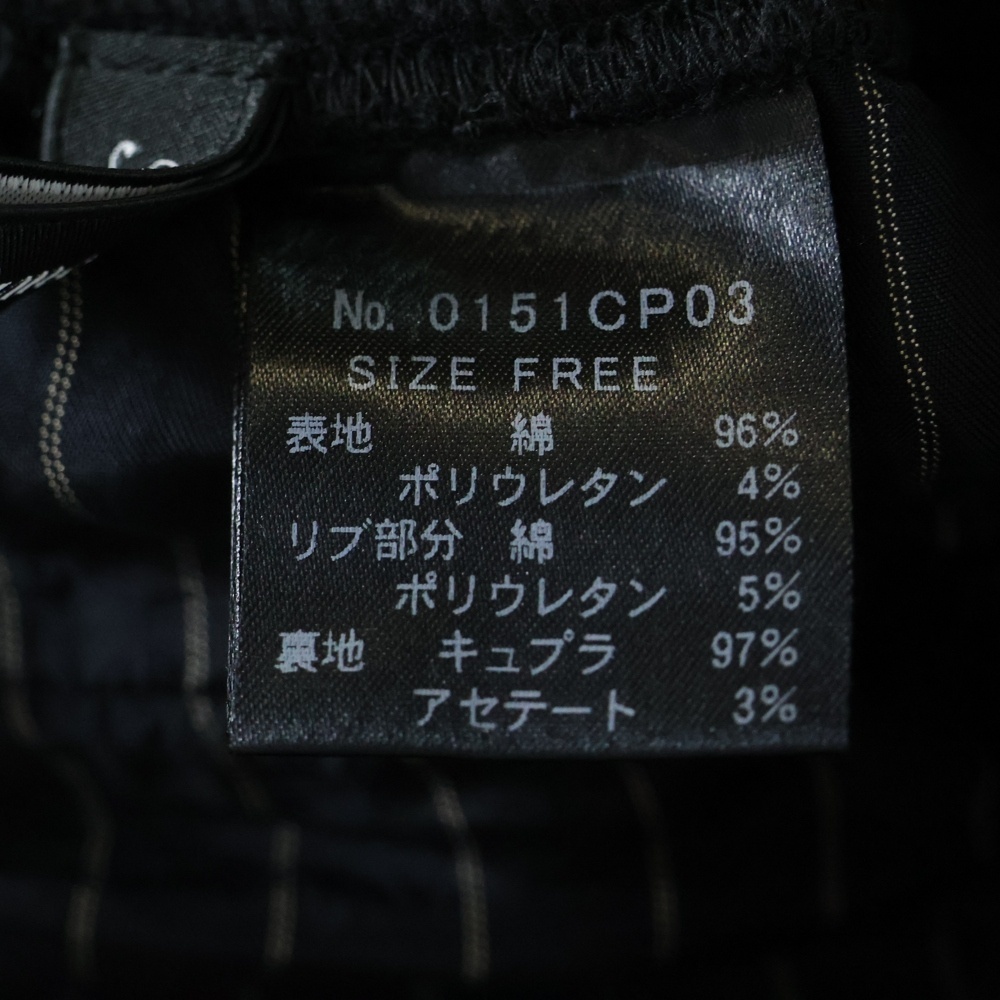 No. 0151CP03
SIZE FREE
表地 綿 96%
ポリウレタン 4%
リブ部分 綿 95%
ポリウレタン 5%
裏地 キュプラ 97%
アセテート 3%